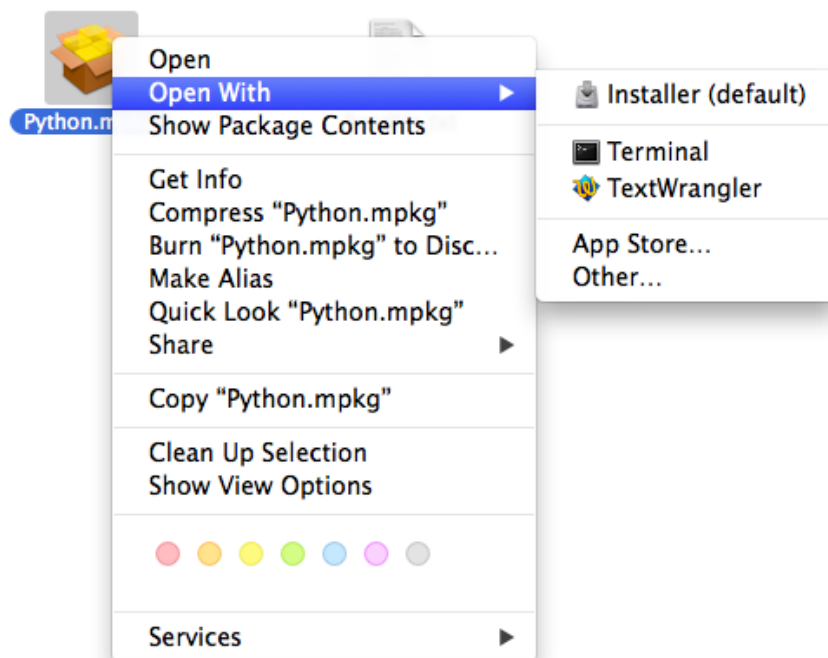 Python.m
Open
Open With
Show Package Contents
Get Info
Compress “Python.mpkg”
Burn “Python.mpkg” to Disc...
Make Alias
Quick Look “Python.mpkg”
Share
Copy “Python.mpkg”
Clean Up Selection
Show View Options
Services
Installer (default)
Terminal
TextWrangler
App Store...
Other...